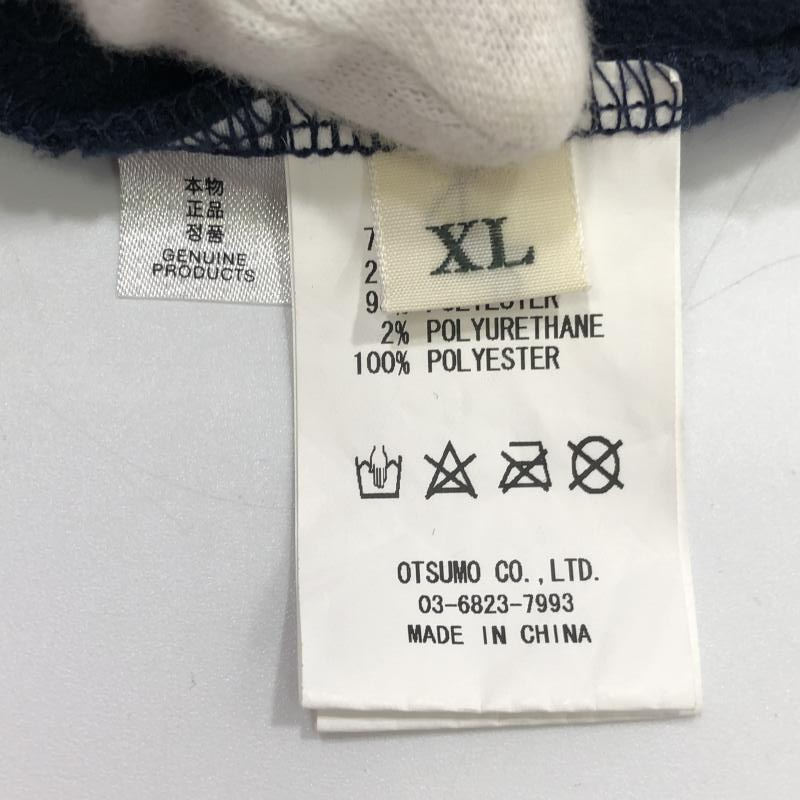 本物
正品
정품
GENUINE
PRODUCTS
XL
2% POLYURETHANE
100% POLYESTER
OTSUMO CO.,LTD.
03-6823-7993
MADE IN CHINA